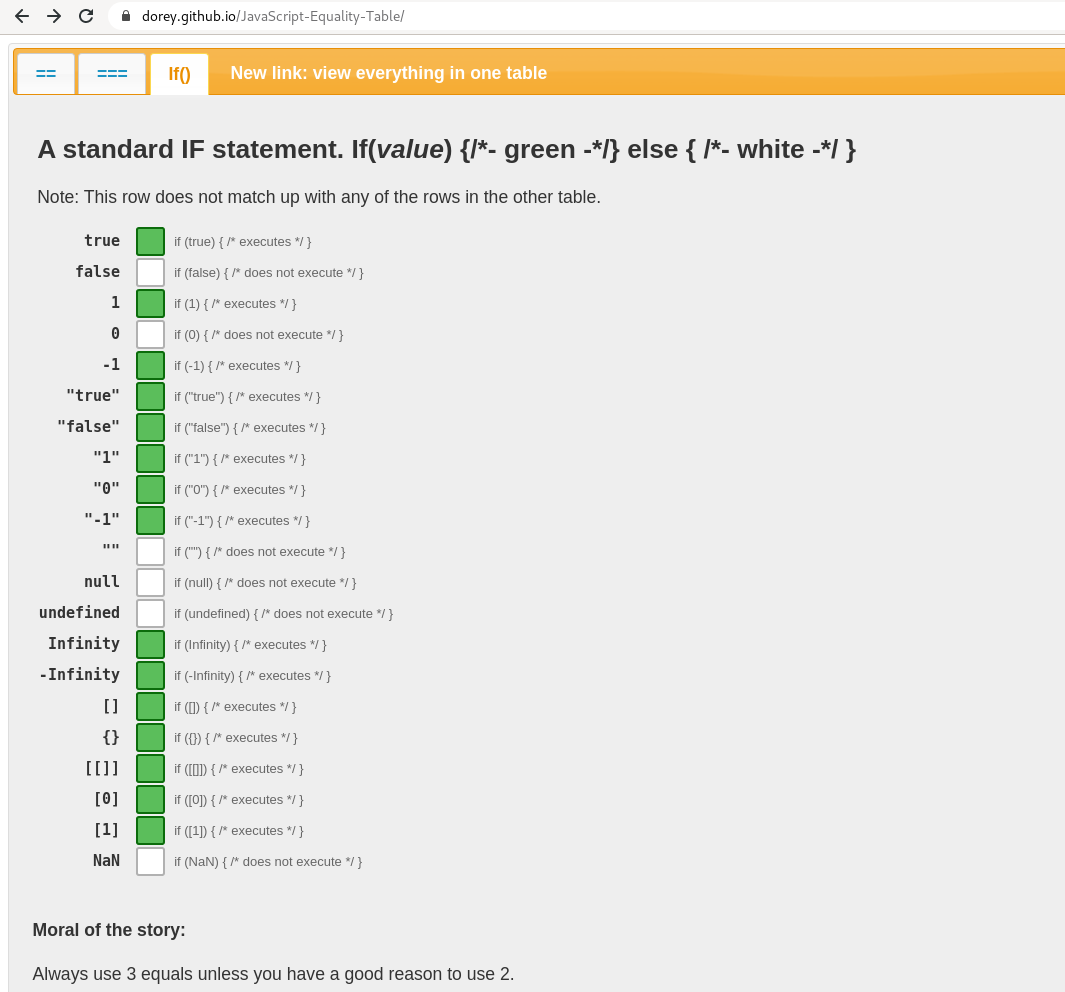 dorey.github.io/JavaScript-Equality-Table/
== === If() New link: view everything in one table
A standard IF statement. If(value) {/*- green -*/} else { /*- white -*/ }
Note: This row does not match up with any of the rows in the other table.
true if (true) { /* executes */ }
false if (false) { /* does not execute */ }
1 if (1) { /* executes */ }
0 if (0) { /* does not execute */ }
-1 if (-1) { /* executes */ }
"true" if ("true") { /* executes */ }
"false" if ("false") { /* executes */ }
"1" if ("1") { /* executes */ }
"0" if ("0") { /* executes */ }
"-1" if ("-1") { /* executes */ }
"" if ("") { /* does not execute */ }
null if (null) { /* does not execute */ }
undefined if (undefined) { /* does not execute */ }
Infinity if (Infinity) { /* executes */ }
-Infinity if (-Infinity) { /* executes */ }
[] if ([]) { /* executes */ }
{} if ({}) { /* executes */ }
[[]] if ([[]]) { /* executes */ }
[0] if ([0]) { /* executes */ }
[1] if ([1]) { /* executes */ }
NaN if (NaN) { /* does not execute */ }
Moral of the story:
Always use 3 equals unless you have a good reason to use 2.